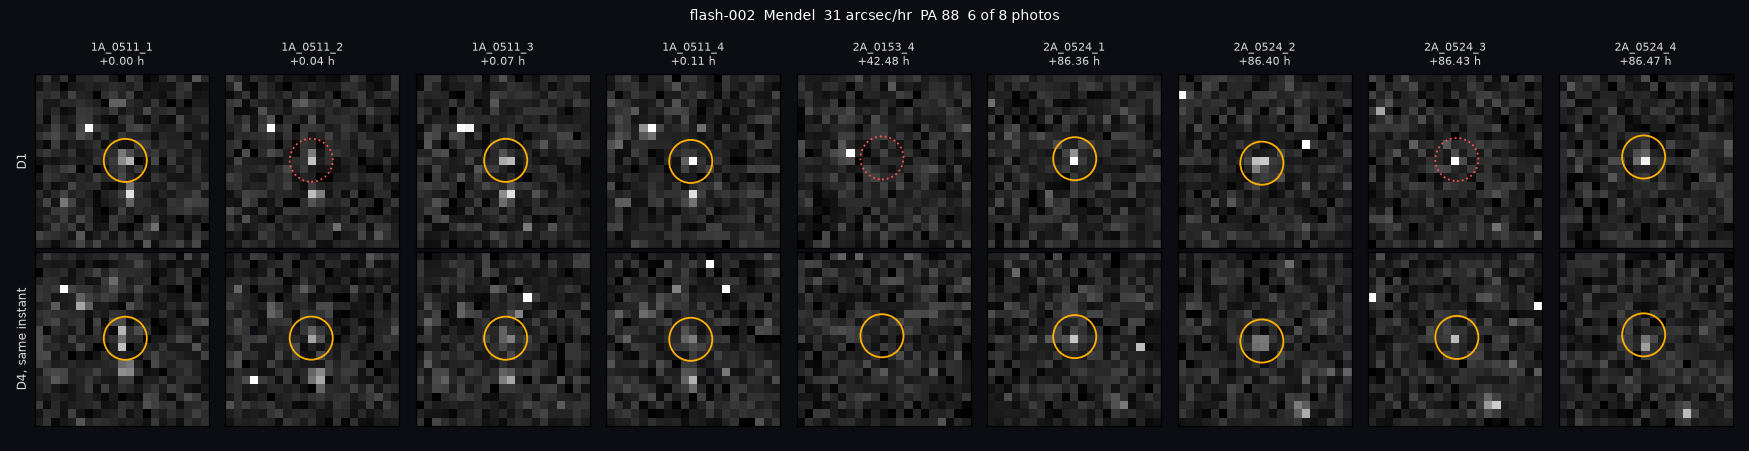 flash-002 Mendel 31 arcsec/hr PA 88 6 of 8 photos
1A_0511_1
+0.00 h
1A_0511_2
+0.04 h
1A_0511_3
+0.07 h
1A_0511_4
+0.11 h
2A_0153_4
+42.48 h
2A_0524_1
+86.36 h
2A_0524_2
+86.40 h
2A_0524_3
+86.43 h
2A_0524_4
+86.47 h
D1
D4, same instant